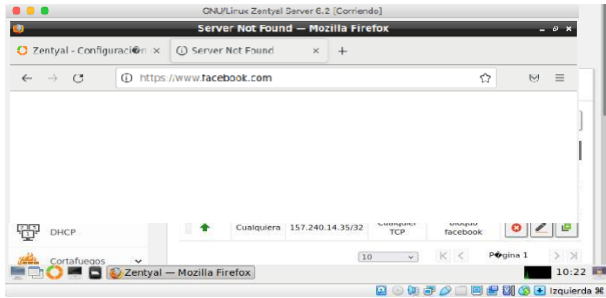 GNU/Linux Zentyal Server 6.2 [Corriendo]
Server Not Found — Mozilla Firefox
Zentyal - Configuraci�n ×
Server Not Found × +
https://www.facebook.com
DHCP
Cualquiera 157.240.14.35/32 Cualquier TCP bloqueo facebook
Cortafuegos
10 K < P�gina 1 > >|
Zentyal — Mozilla Firefox
10:22
Izquierda ⌘